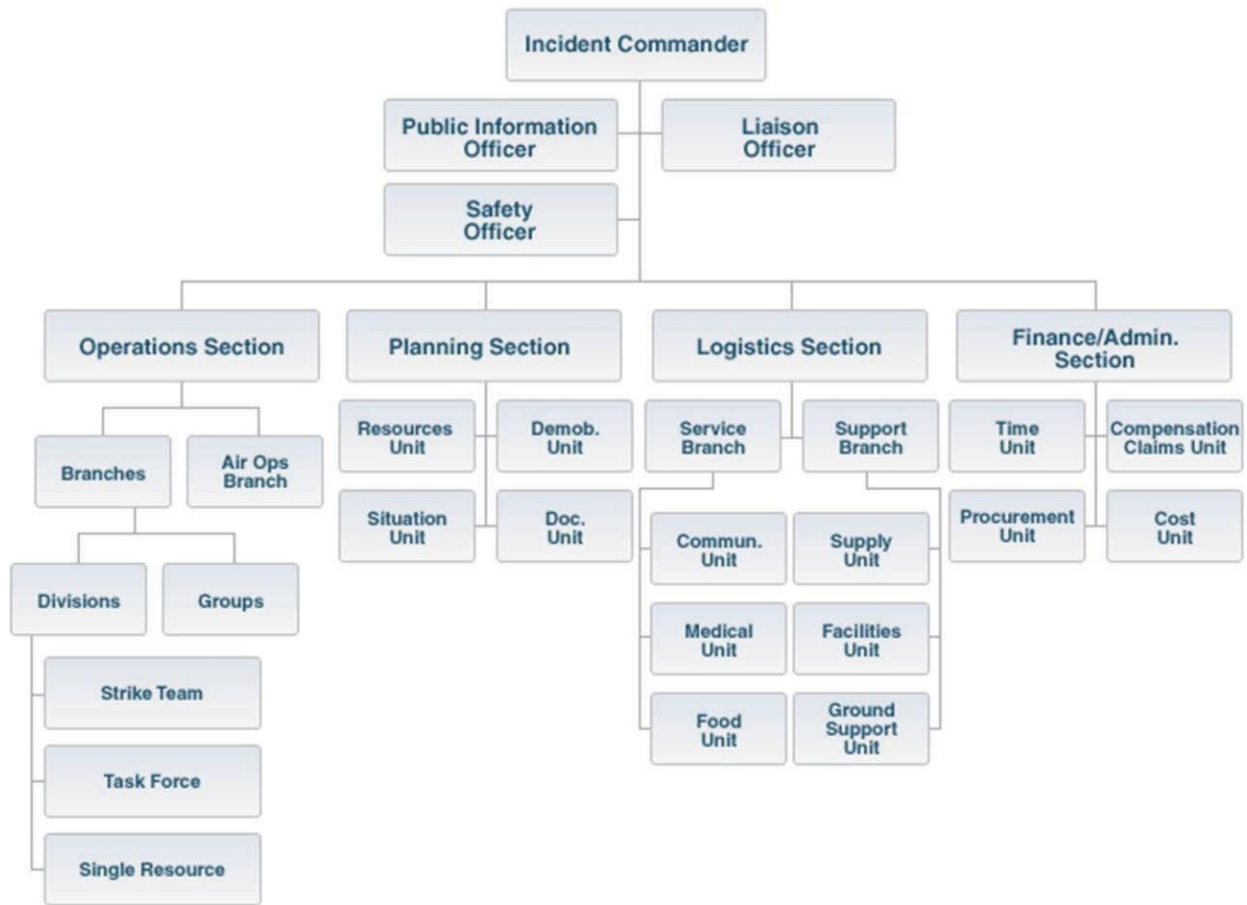 Incident Commander
Public Information
Officer
Liaison
Officer
Safety
Officer
Operations Section
Planning Section
Logistics Section
Finance/Admin.
Section
Branches
Air Ops
Branch
Resources
Unit
Demob.
Unit
Situation
Unit
Doc.
Unit
Service
Branch
Support
Branch
Time
Unit
Compensation
Claims Unit
Procurement
Unit
Cost
Unit
Divisions
Groups
Strike Team
Task Force
Single Resource
Commun.
Unit
Supply
Unit
Medical
Unit
Facilities
Unit
Food
Unit
Ground
Support
Unit